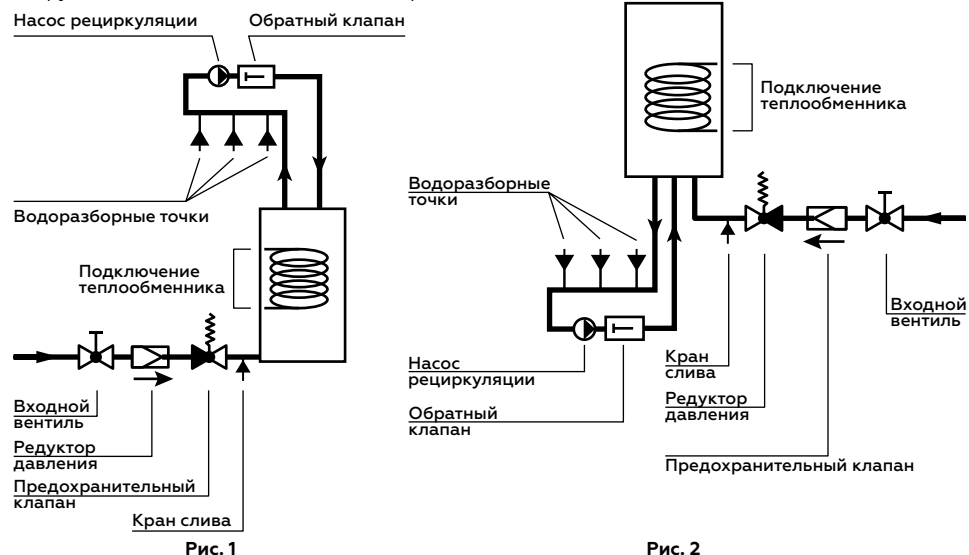 Насос рециркуляции
Обратный клапан
Водоразборные точки
Подключение
теплообменника
Входной
вентиль
Редуктор
давления
Предохранительный
клапан
Кран слива
Рис. 1
Подключение
теплообменника
Водоразборные
точки
Входной
вентиль
Насос
рециркуляции
Кран
слива
Редуктор
давления
Обратный
клапан
Предохранительный клапан
Рис. 2